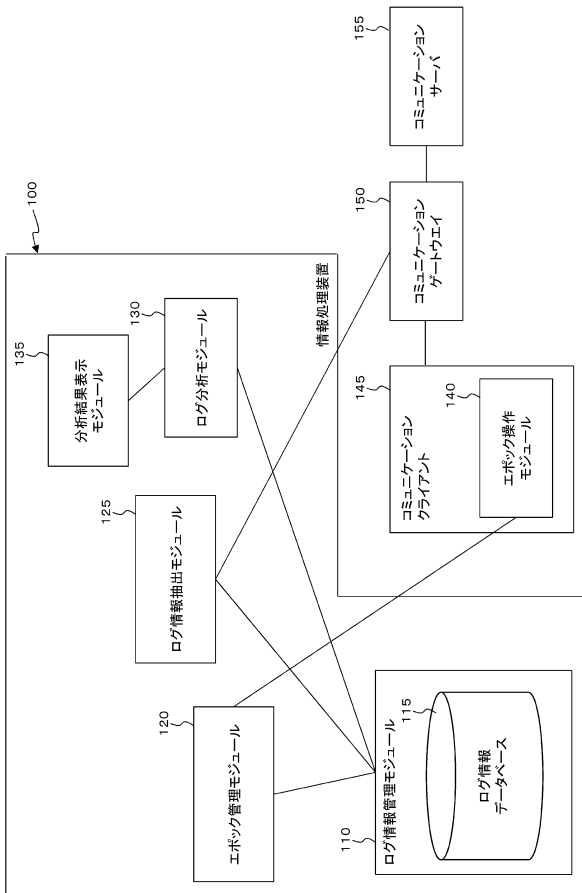 100
情報処理装置
135
分析結果表示
モジュール
130
ログ分析モジュール
125
ログ情報抽出モジュール
120
エポック管理モジュール
110
ログ情報管理モジュール
115
ログ情報
データベース
155
コミュニケーション
サーバ
150
コミュニケーション
ゲートウエイ
145
コミュニケーション
クライアント
140
エポック操作
モジュール